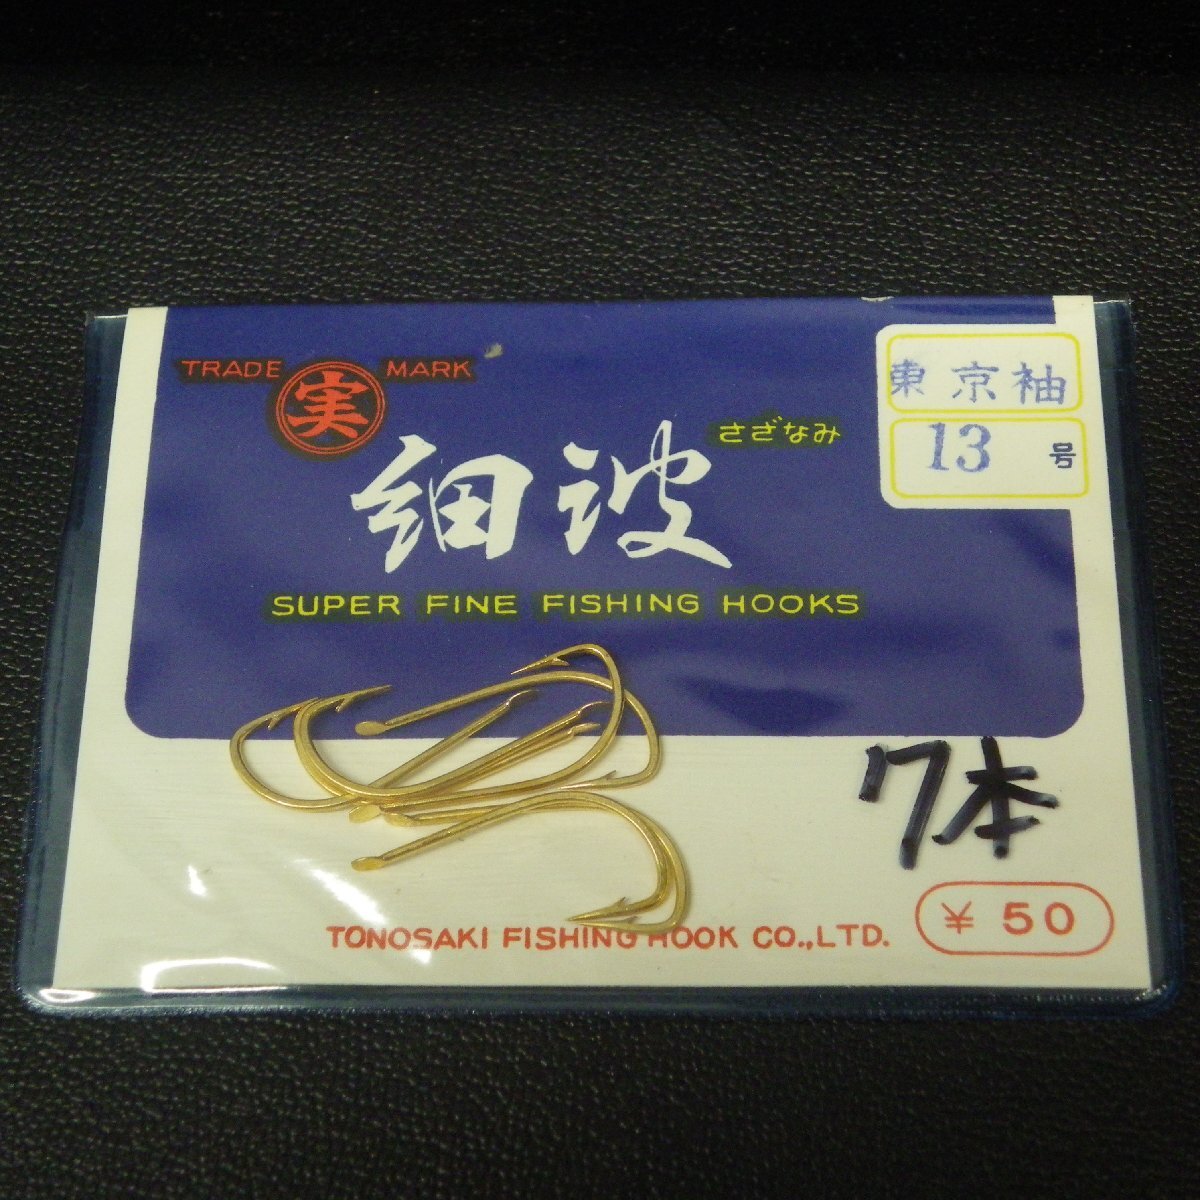 TRADE 実 MARK
東京袖
13 号
さざなみ
細波
SUPER FINE FISHING HOOKS
7本
¥50
TONOSAKI FISHING HOOK CO.,LTD.